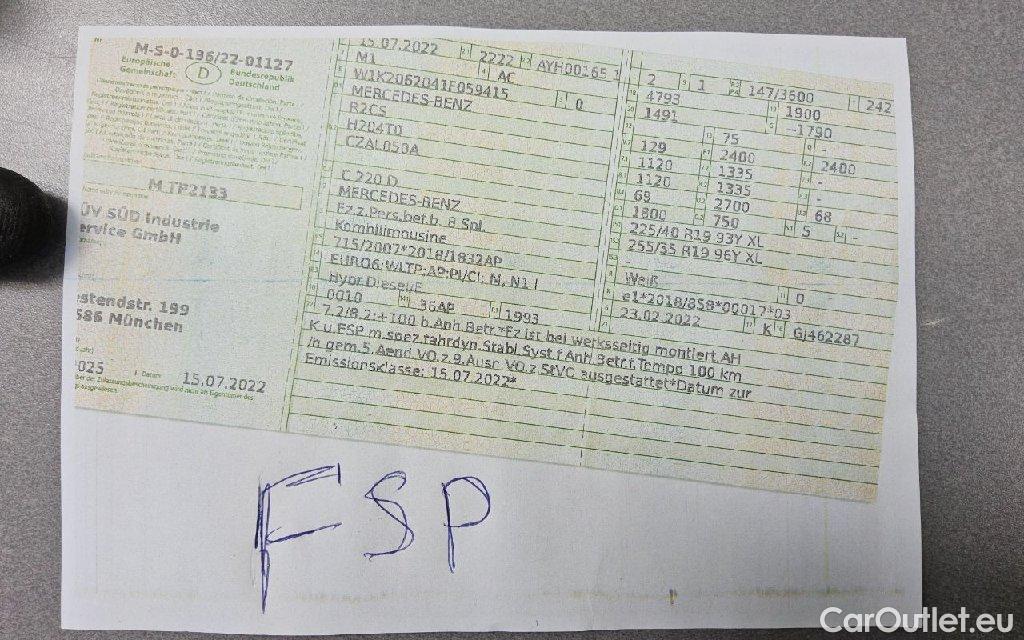 M-S-0-136/22-01127
Europäische Gemeinschaft D Bundesrepublik Deutschland
M TP2133
ÜV SÜD Industrie
ervice GmbH
estendstr. 199
586 München
025 15.07.2022
15.07.2022 2222 AYH00165 1
M1 AC
W1K2062041F059415 0
MERCEDES-BENZ
R2CS
H204T0
CZAL050A
C 220 D
MERCEDES-BENZ
Fz.z.Pers.bef.b. 8 Spl.
Kombilimousine
715/2007*2018/1832AP
EURO6;WLTP;AP;PI/CI; M, N1 I
Hybr.Diesel/E
0010 36AP 1993
2 1 147/3600 242
4793 1900
1491 --1790
75 -
129 2400 2400
1120 1335 -
1120 1335 -
69 2700 68
1800 750 5
225/40 R19 93Y XL
255/35 R19 96Y XL
Weiß 0
e1*2018/858*00017*03
23.02.2022 K GJ462287
7.2/8.2:+100 b.Anh.Betr.*Fz ist bei werksseitig montiert.AH
K u.ESP m.spez.fahrdyn.Stabi.Syst.f.Anh.Betr.f.Tempo 100 km
/h gem.5.Aend.VO.z.9.Ausn.VO.z.StVO ausgestattet*Datum zur
Emissionsklasse: 15.07.2022*
FSP
CarOutlet.eu